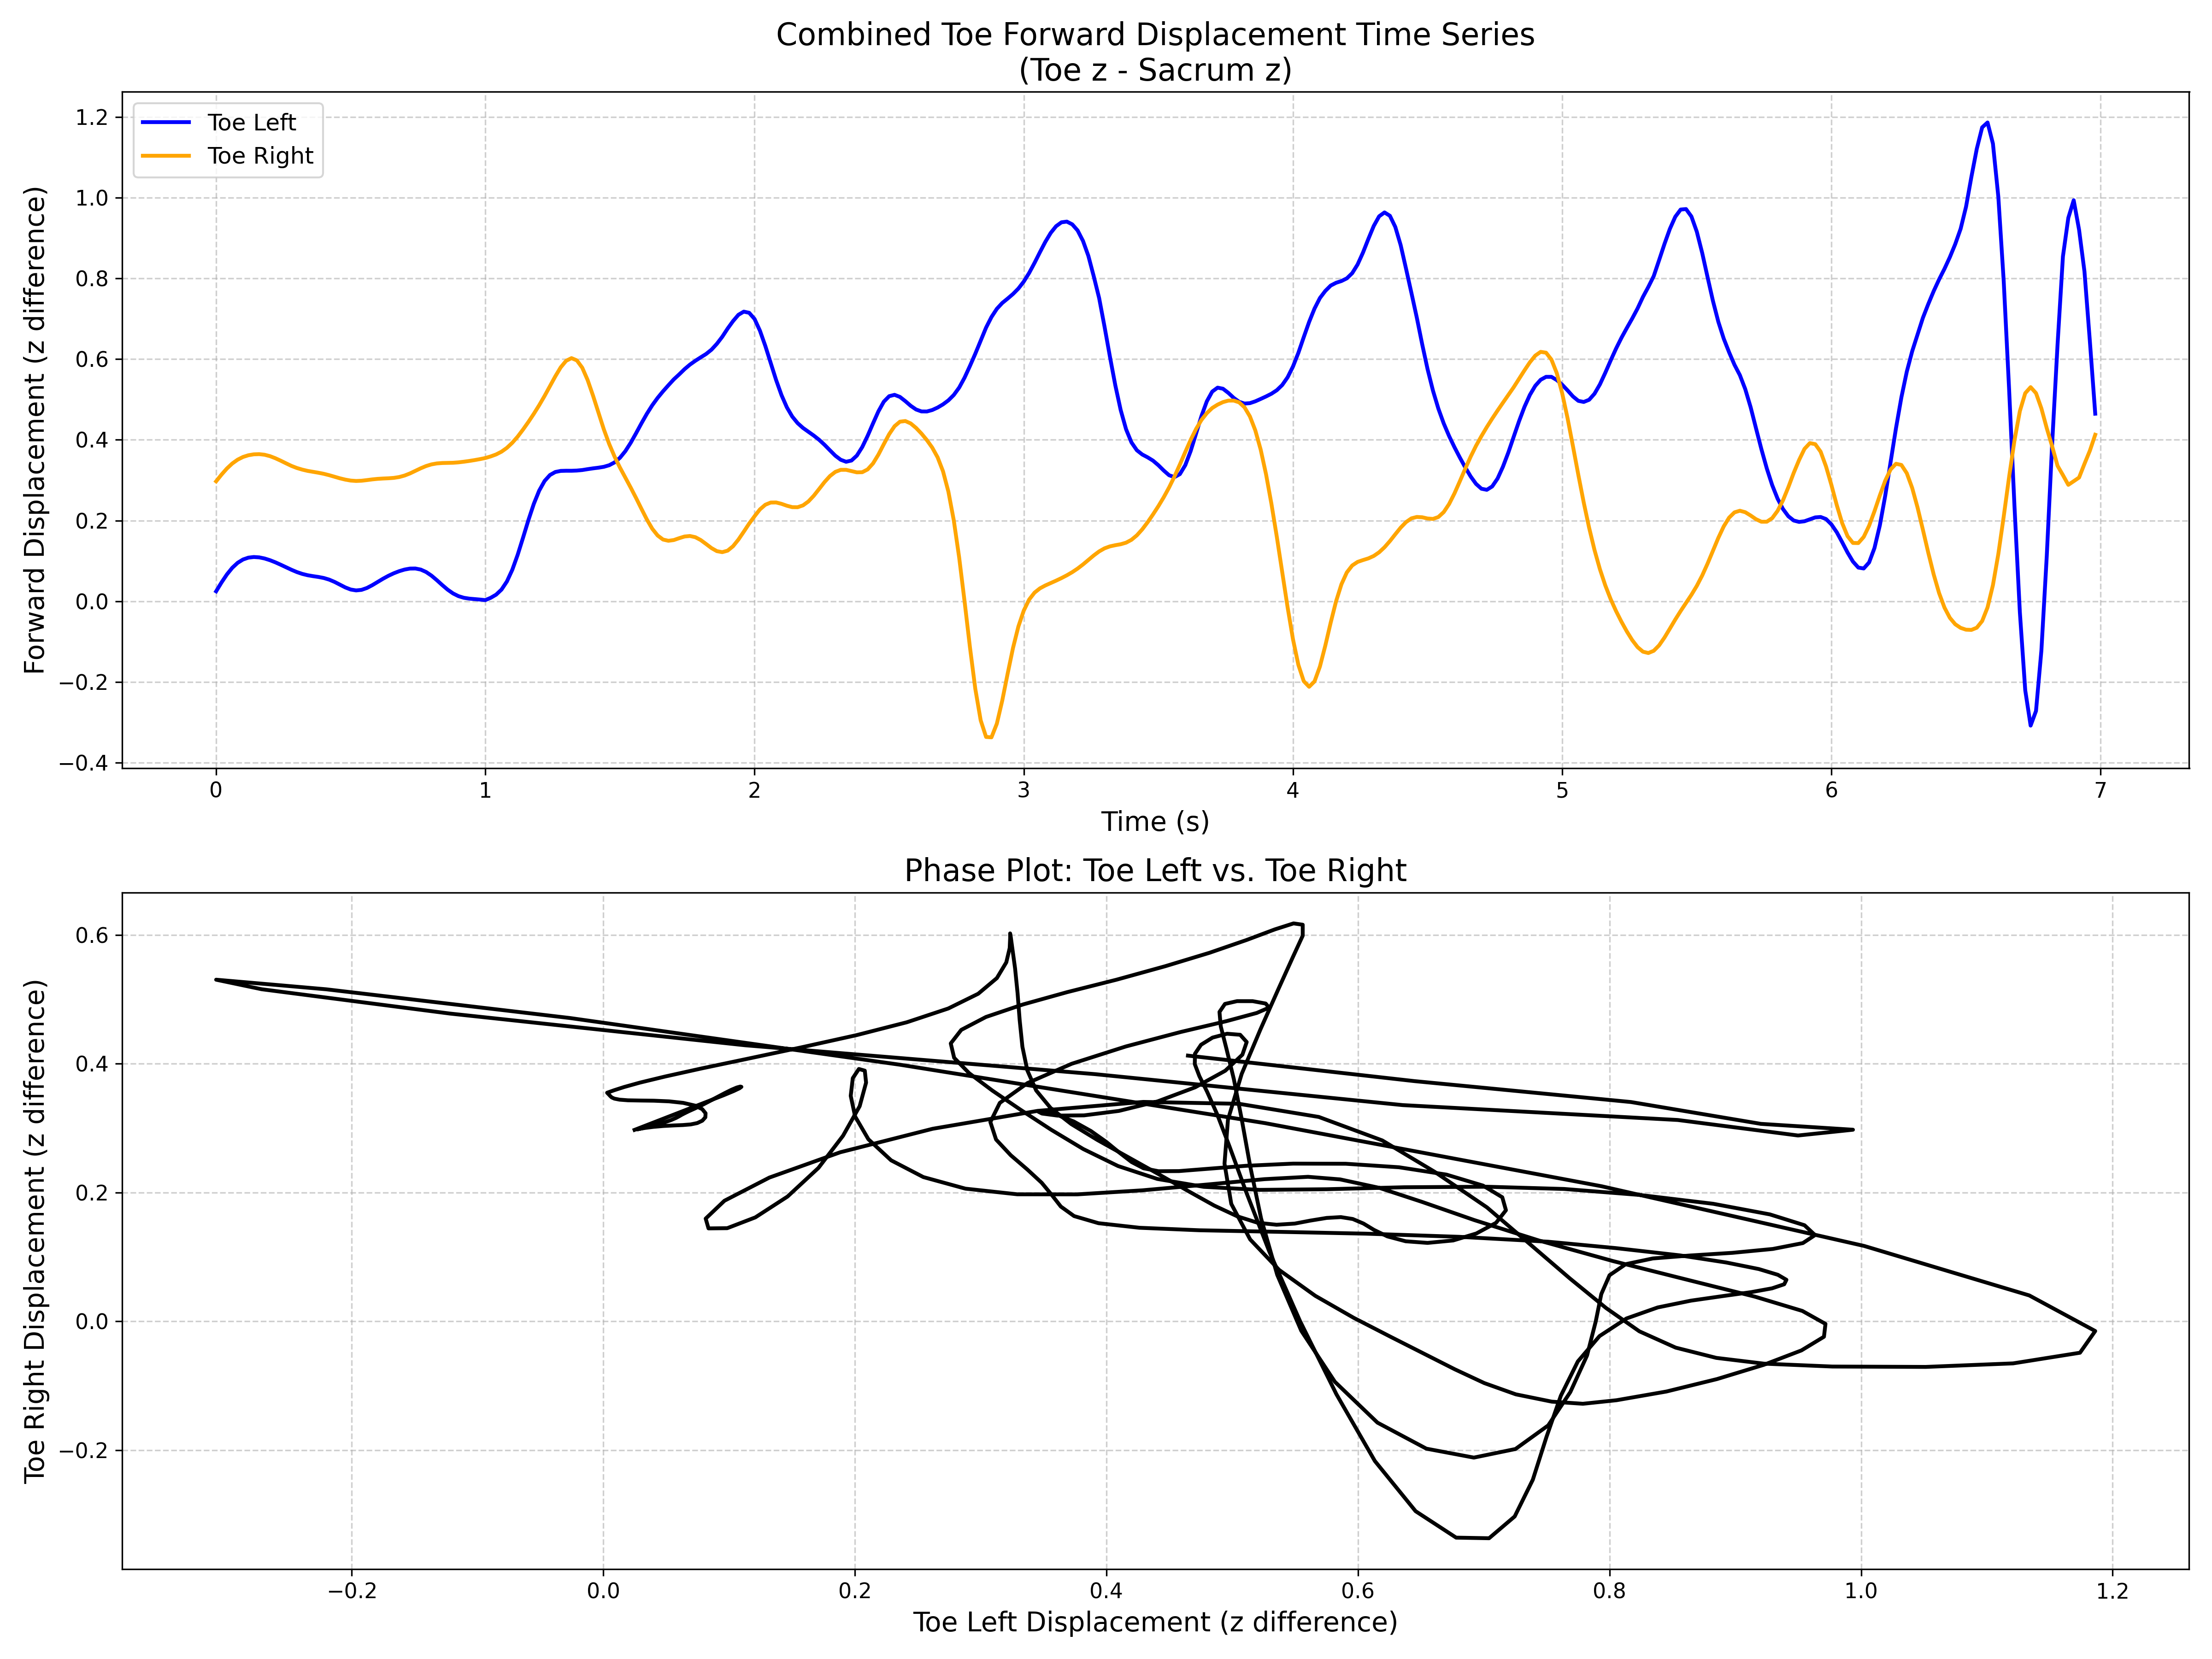 Combined Toe Forward Displacement Time Series
(Toe z - Sacrum z)
Toe Left
Toe Right
Forward Displacement (z difference)
1.2
1.0
0.8
0.6
0.4
0.2
0.0
−0.2
−0.4
0 1 2 3 4 5 6 7
Time (s)
Phase Plot: Toe Left vs. Toe Right
Toe Right Displacement (z difference)
0.6
0.4
0.2
0.0
−0.2
−0.2 0.0 0.2 0.4 0.6 0.8 1.0 1.2
Toe Left Displacement (z difference)